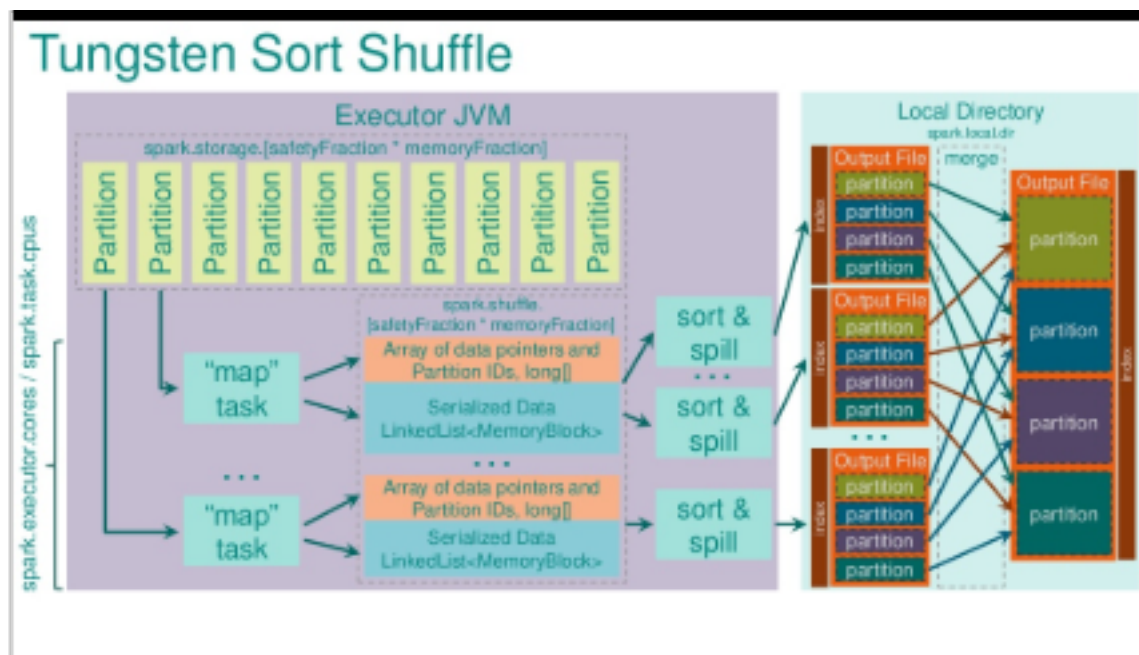 Tungsten Sort Shuffle
Executor JVM
spark.storage.[safetyFraction * memoryFraction]
Partition
Partition
Partition
Partition
Partition
Partition
Partition
Partition
Partition
Partition
spark.executor.cores / spark.task.cpus
spark.shuffle.
[safetyFraction * memoryFraction]
"map"
task
Array of data pointers and
Partition IDs, long[]
Serialized Data
LinkedList<MemoryBlock>
sort &
spill
...
sort &
spill
...
...
"map"
task
Array of data pointers and
Partition IDs, long[]
Serialized Data
LinkedList<MemoryBlock>
sort &
spill
Local Directory
spark.local.dir
Output File
partition
partition
partition
partition
index
Output File
partition
partition
partition
partition
index
...
Output File
partition
partition
partition
partition
index
merge
Output File
partition
partition
partition
partition
index